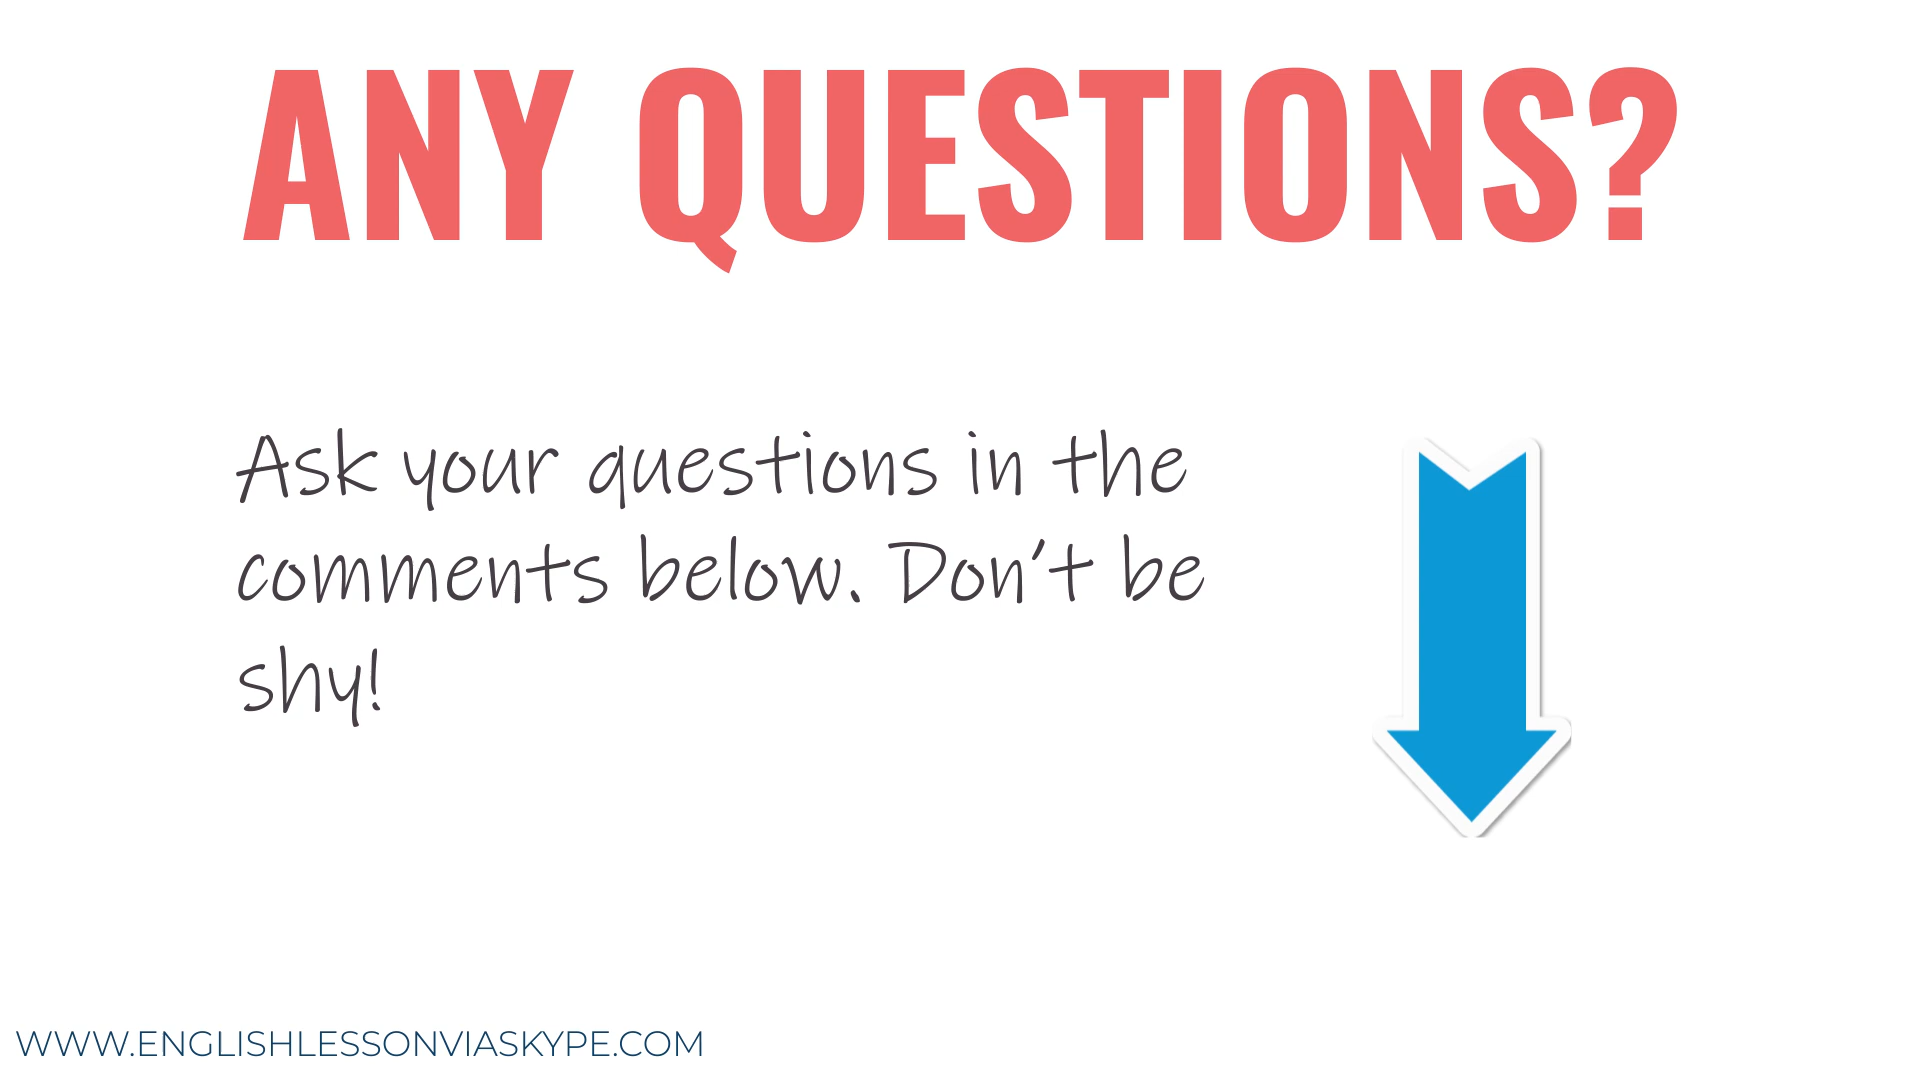 ANY QUESTIONS?
Ask your questions in the
comments below. Don’t be
shy!
WWW.ENGLISHLESSONVIASKYPE.COM